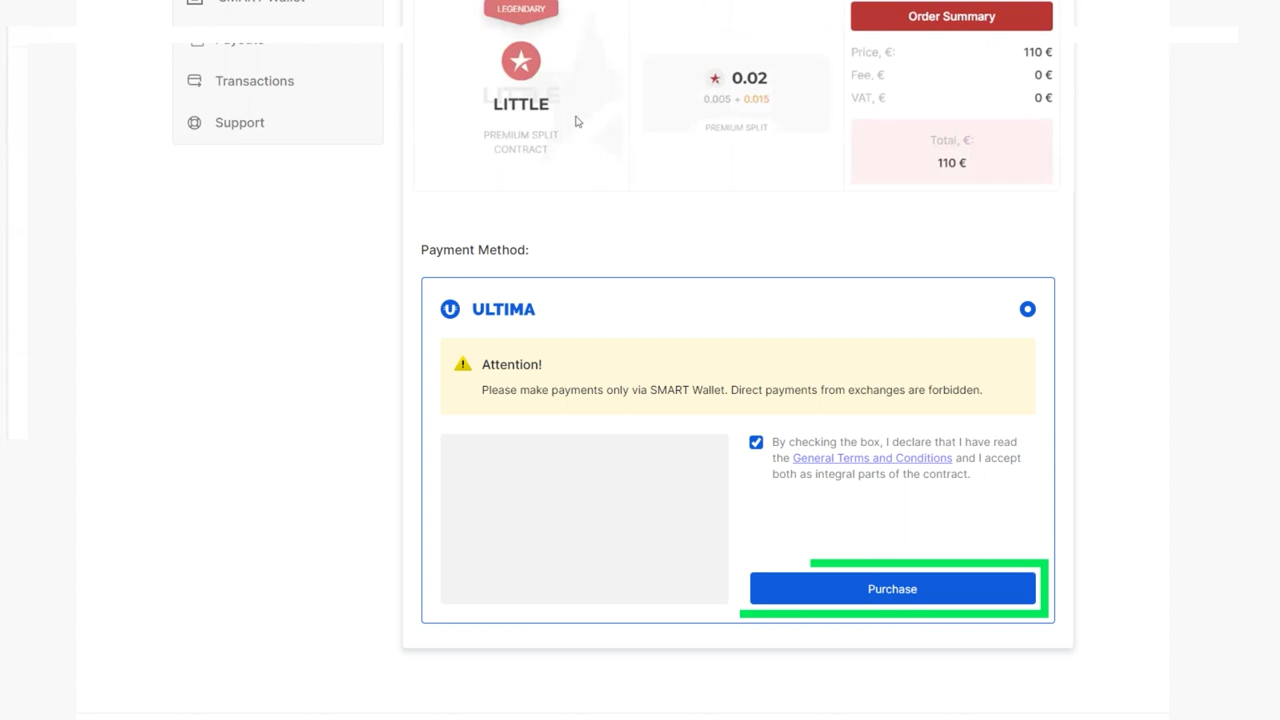 SMART Wallet
LEGENDARY
Order Summary
Payouts
Price, €: 110 €
Transactions
0.02
Fee, € 0 €
LITTLE
0.005 + 0.015
VAT, € 0 €
Support
PREMIUM SPLIT
CONTRACT
PREMIUM SPLIT
Total, €:
110 €
Payment Method:
ULTIMA
Attention!
Please make payments only via SMART Wallet. Direct payments from exchanges are forbidden.
By checking the box, I declare that I have read
the General Terms and Conditions and I accept
both as integral parts of the contract.
Purchase